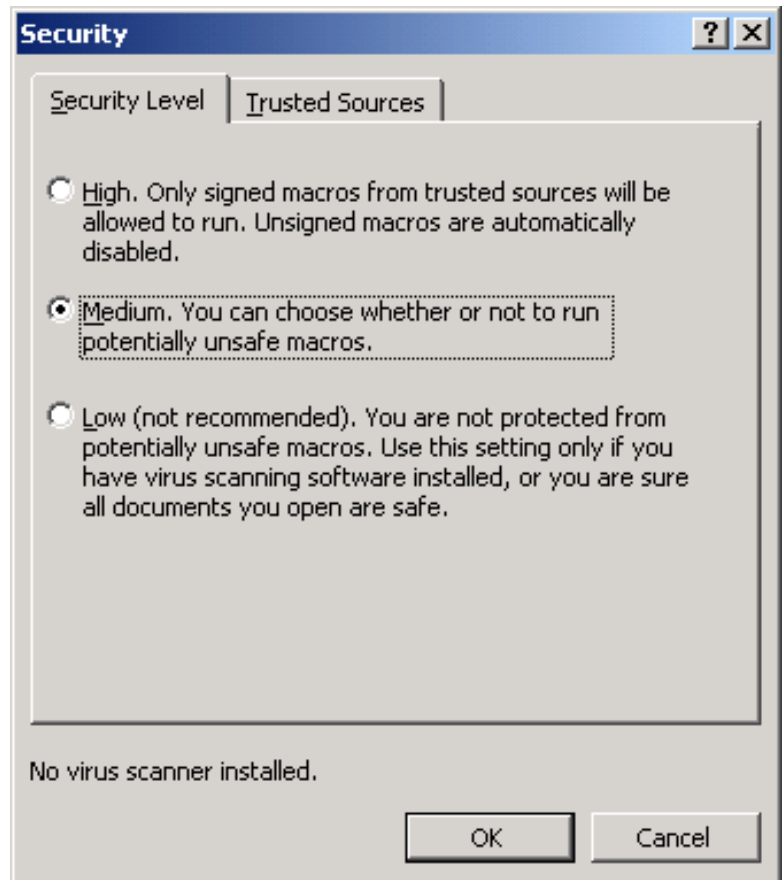 Security
Security Level
Trusted Sources
High. Only signed macros from trusted sources will be
allowed to run. Unsigned macros are automatically
disabled.
Medium. You can choose whether or not to run
potentially unsafe macros.
Low (not recommended). You are not protected from
potentially unsafe macros. Use this setting only if you
have virus scanning software installed, or you are sure
all documents you open are safe.
No virus scanner installed.
OK
Cancel